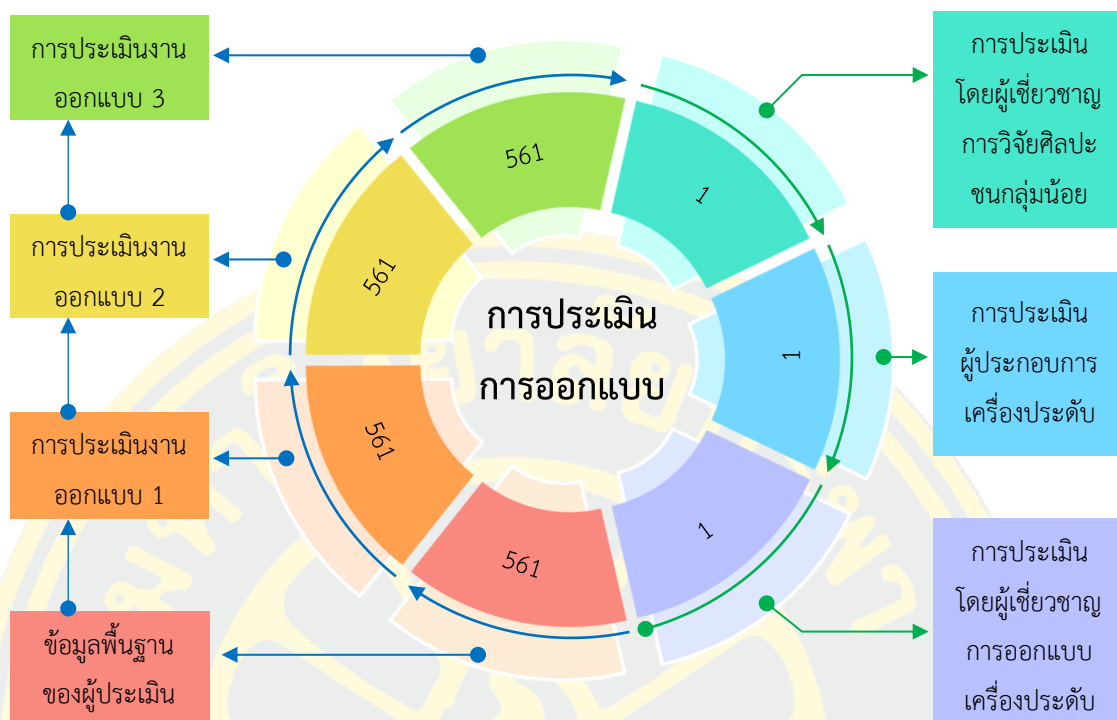 การประเมินงาน
ออกแบบ 3
การประเมินงาน
ออกแบบ 2
การประเมินงาน
ออกแบบ 1
ข้อมูลพื้นฐาน
ของผู้ประเมิน
561
1
561
1
561
561
1
การประเมิน
การออกแบบ
การประเมิน
โดยผู้เชี่ยวชาญ
การวิจัยศิลปะ
ชนกลุ่มน้อย
การประเมิน
ผู้ประกอบการ
เครื่องประดับ
การประเมิน
โดยผู้เชี่ยวชาญ
การออกแบบ
เครื่องประดับ